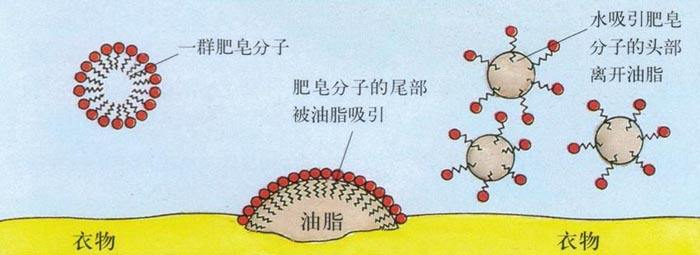 一群肥皂分子
肥皂分子的尾部
被油脂吸引
水吸引肥皂
分子的头部
离开油脂
油脂
衣物
衣物